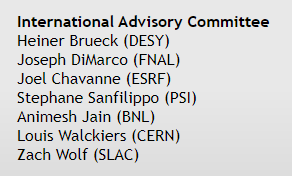 International Advisory Committee
Heiner Brueck (DESY)
Joseph DiMarco (FNAL)
Joel Chavanne (ESRF)
Stephane Sanfilippo (PSI)
Animesh Jain (BNL)
Louis Walckiers (CERN)
Zach Wolf (SLAC)